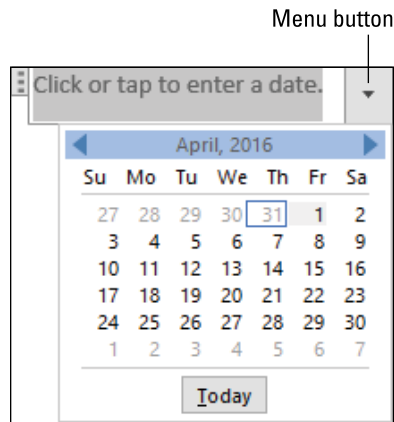 Menu button
Click or tap to enter a date.
April, 2016
Su Mo Tu We Th Fr Sa
27 28 29 30 31 1 2
3 4 5 6 7 8 9
10 11 12 13 14 15 16
17 18 19 20 21 22 23
24 25 26 27 28 29 30
1 2 3 4 5 6 7
Today